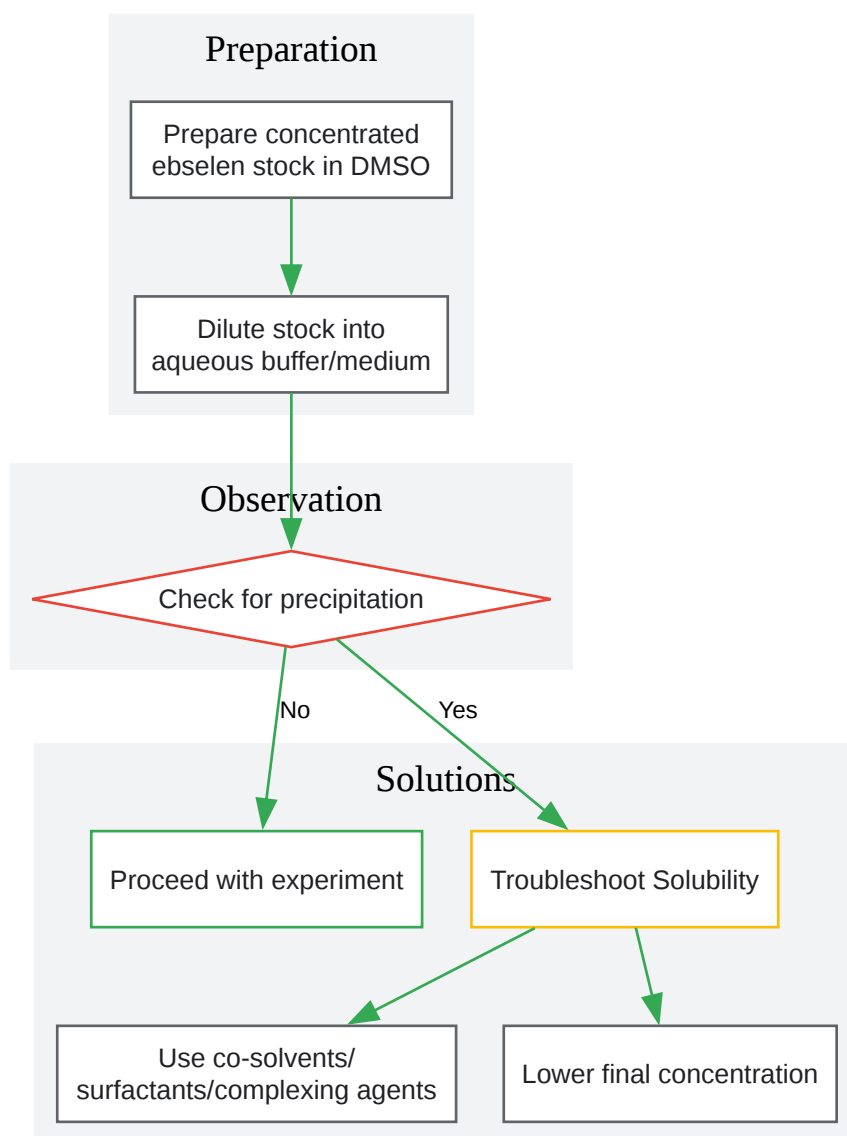 Preparation
Prepare concentrated
ebselen stock in DMSO
Dilute stock into
aqueous buffer/medium
Observation
Check for precipitation
No
Yes
Solutions
Proceed with experiment
Troubleshoot Solubility
Use co-solvents/
surfactants/complexing agents
Lower final concentration